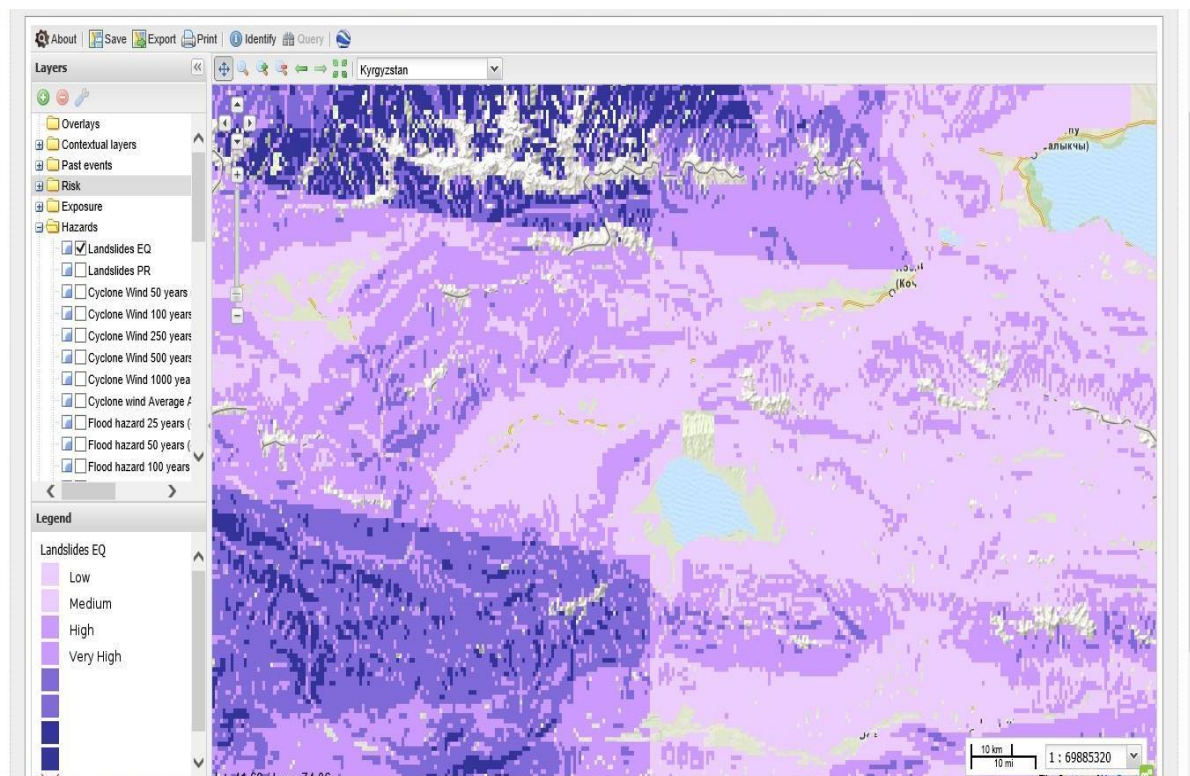 About Save Export Print Identify Query
Layers
Kyrgyzstan
Overlays
Contextual layers
Past events
Risk
Exposure
Hazards
Landslides EQ
Landslides PR
Cyclone Wind 50 years
Cyclone Wind 100 years
Cyclone Wind 250 years
Cyclone Wind 500 years
Cyclone Wind 1000 yea
Cyclone wind Average A
Flood hazard 25 years (
Flood hazard 50 years (
Flood hazard 100 years
Legend
Landslides EQ
Low
Medium
High
Very High
алыкчы)
(Коч
10 km
10 mi
1 : 69885320